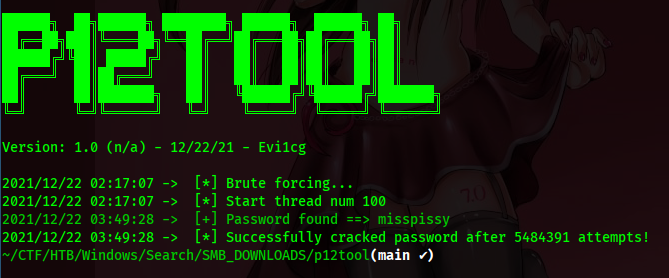 P12TOOL
Version: 1.0 (n/a) - 12/22/21 - Evi1cg
2021/12/22 02:17:07 -> [*] Brute forcing...
2021/12/22 02:17:07 -> [*] Start thread num 100
2021/12/22 03:49:28 -> [+] Password found ==> misspissy
2021/12/22 03:49:28 -> [*] Successfully cracked password after 5484391 attempts!
~/CTF/HTB/Windows/Search/SMB_DOWNLOADS/p12tool(main ✔)